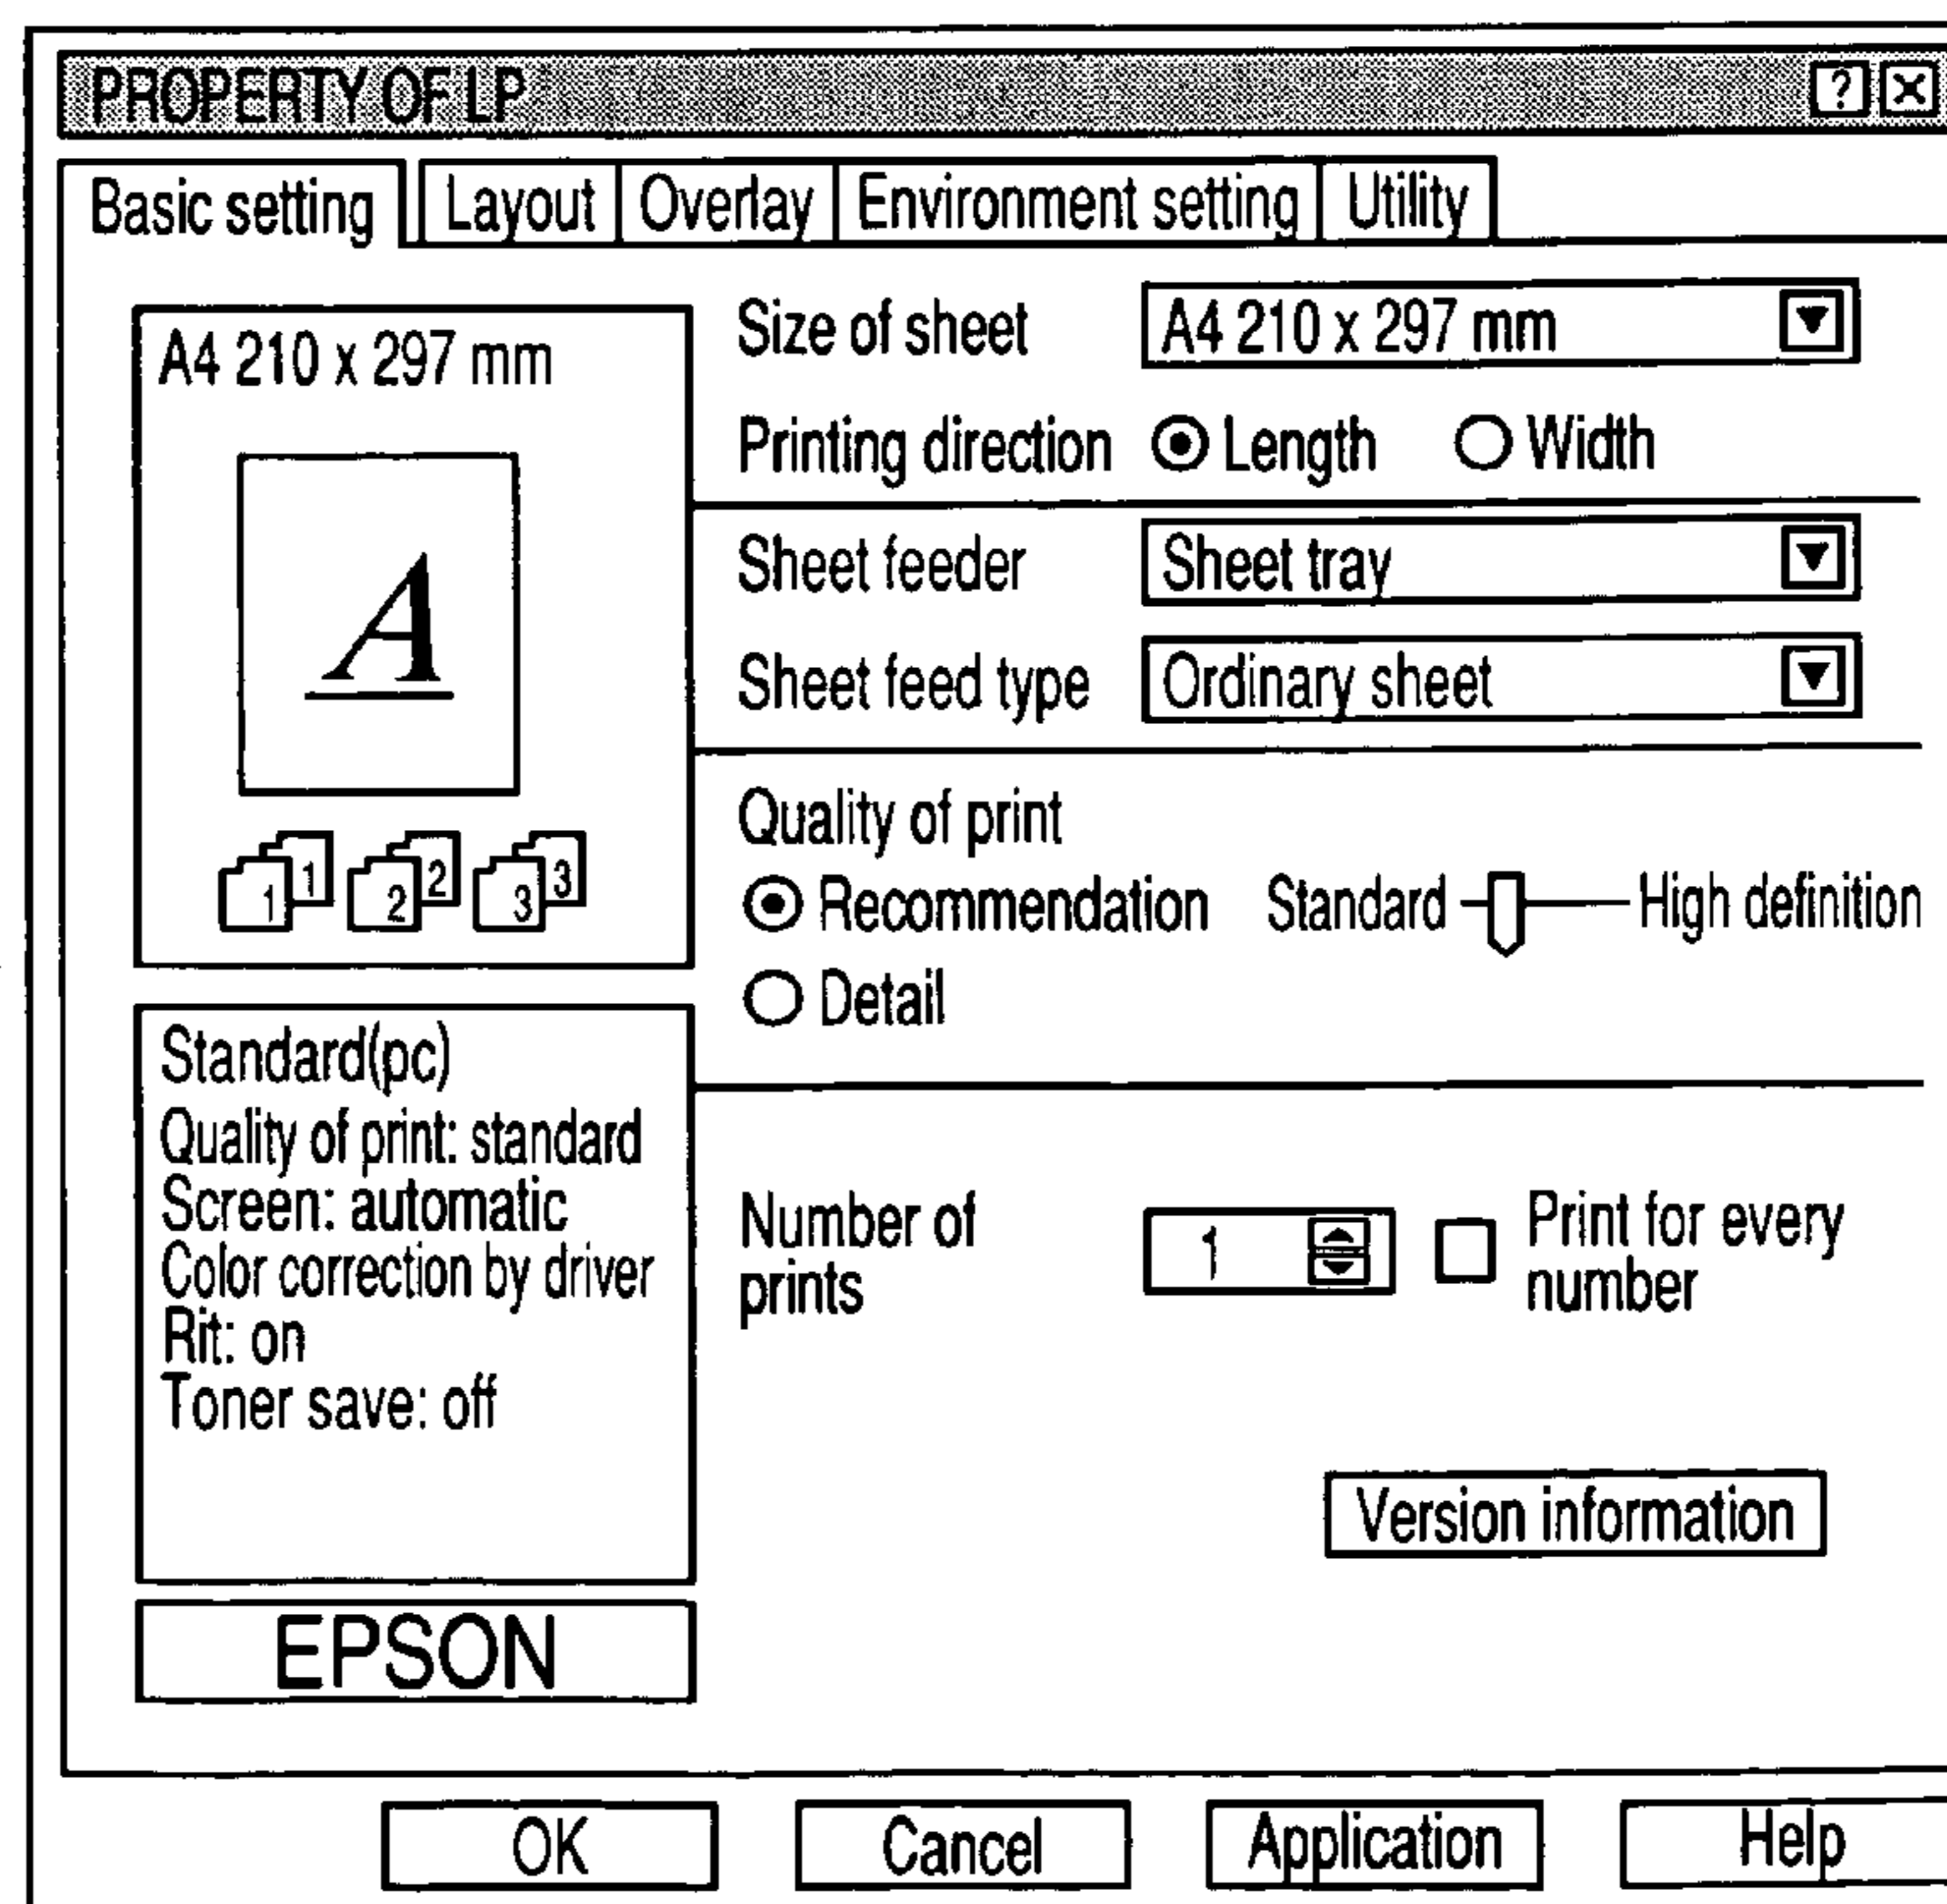 PROPERTY OF LP ? X
Basic setting Layout Overlay Environment setting Utility
A4 210 x 297 mm
A
1 1 2 2 3 3
Standard(pc)
Quality of print: standard
Screen: automatic
Color correction by driver
Rit: on
Toner save: off
EPSON
Size of sheet A4 210 x 297 mm
Printing direction Length Width
Sheet feeder Sheet tray
Sheet feed type Ordinary sheet
Quality of print
Recommendation Standard High definition
Detail
Number of prints 1 Print for every number
Version information
OK Cancel Application Help